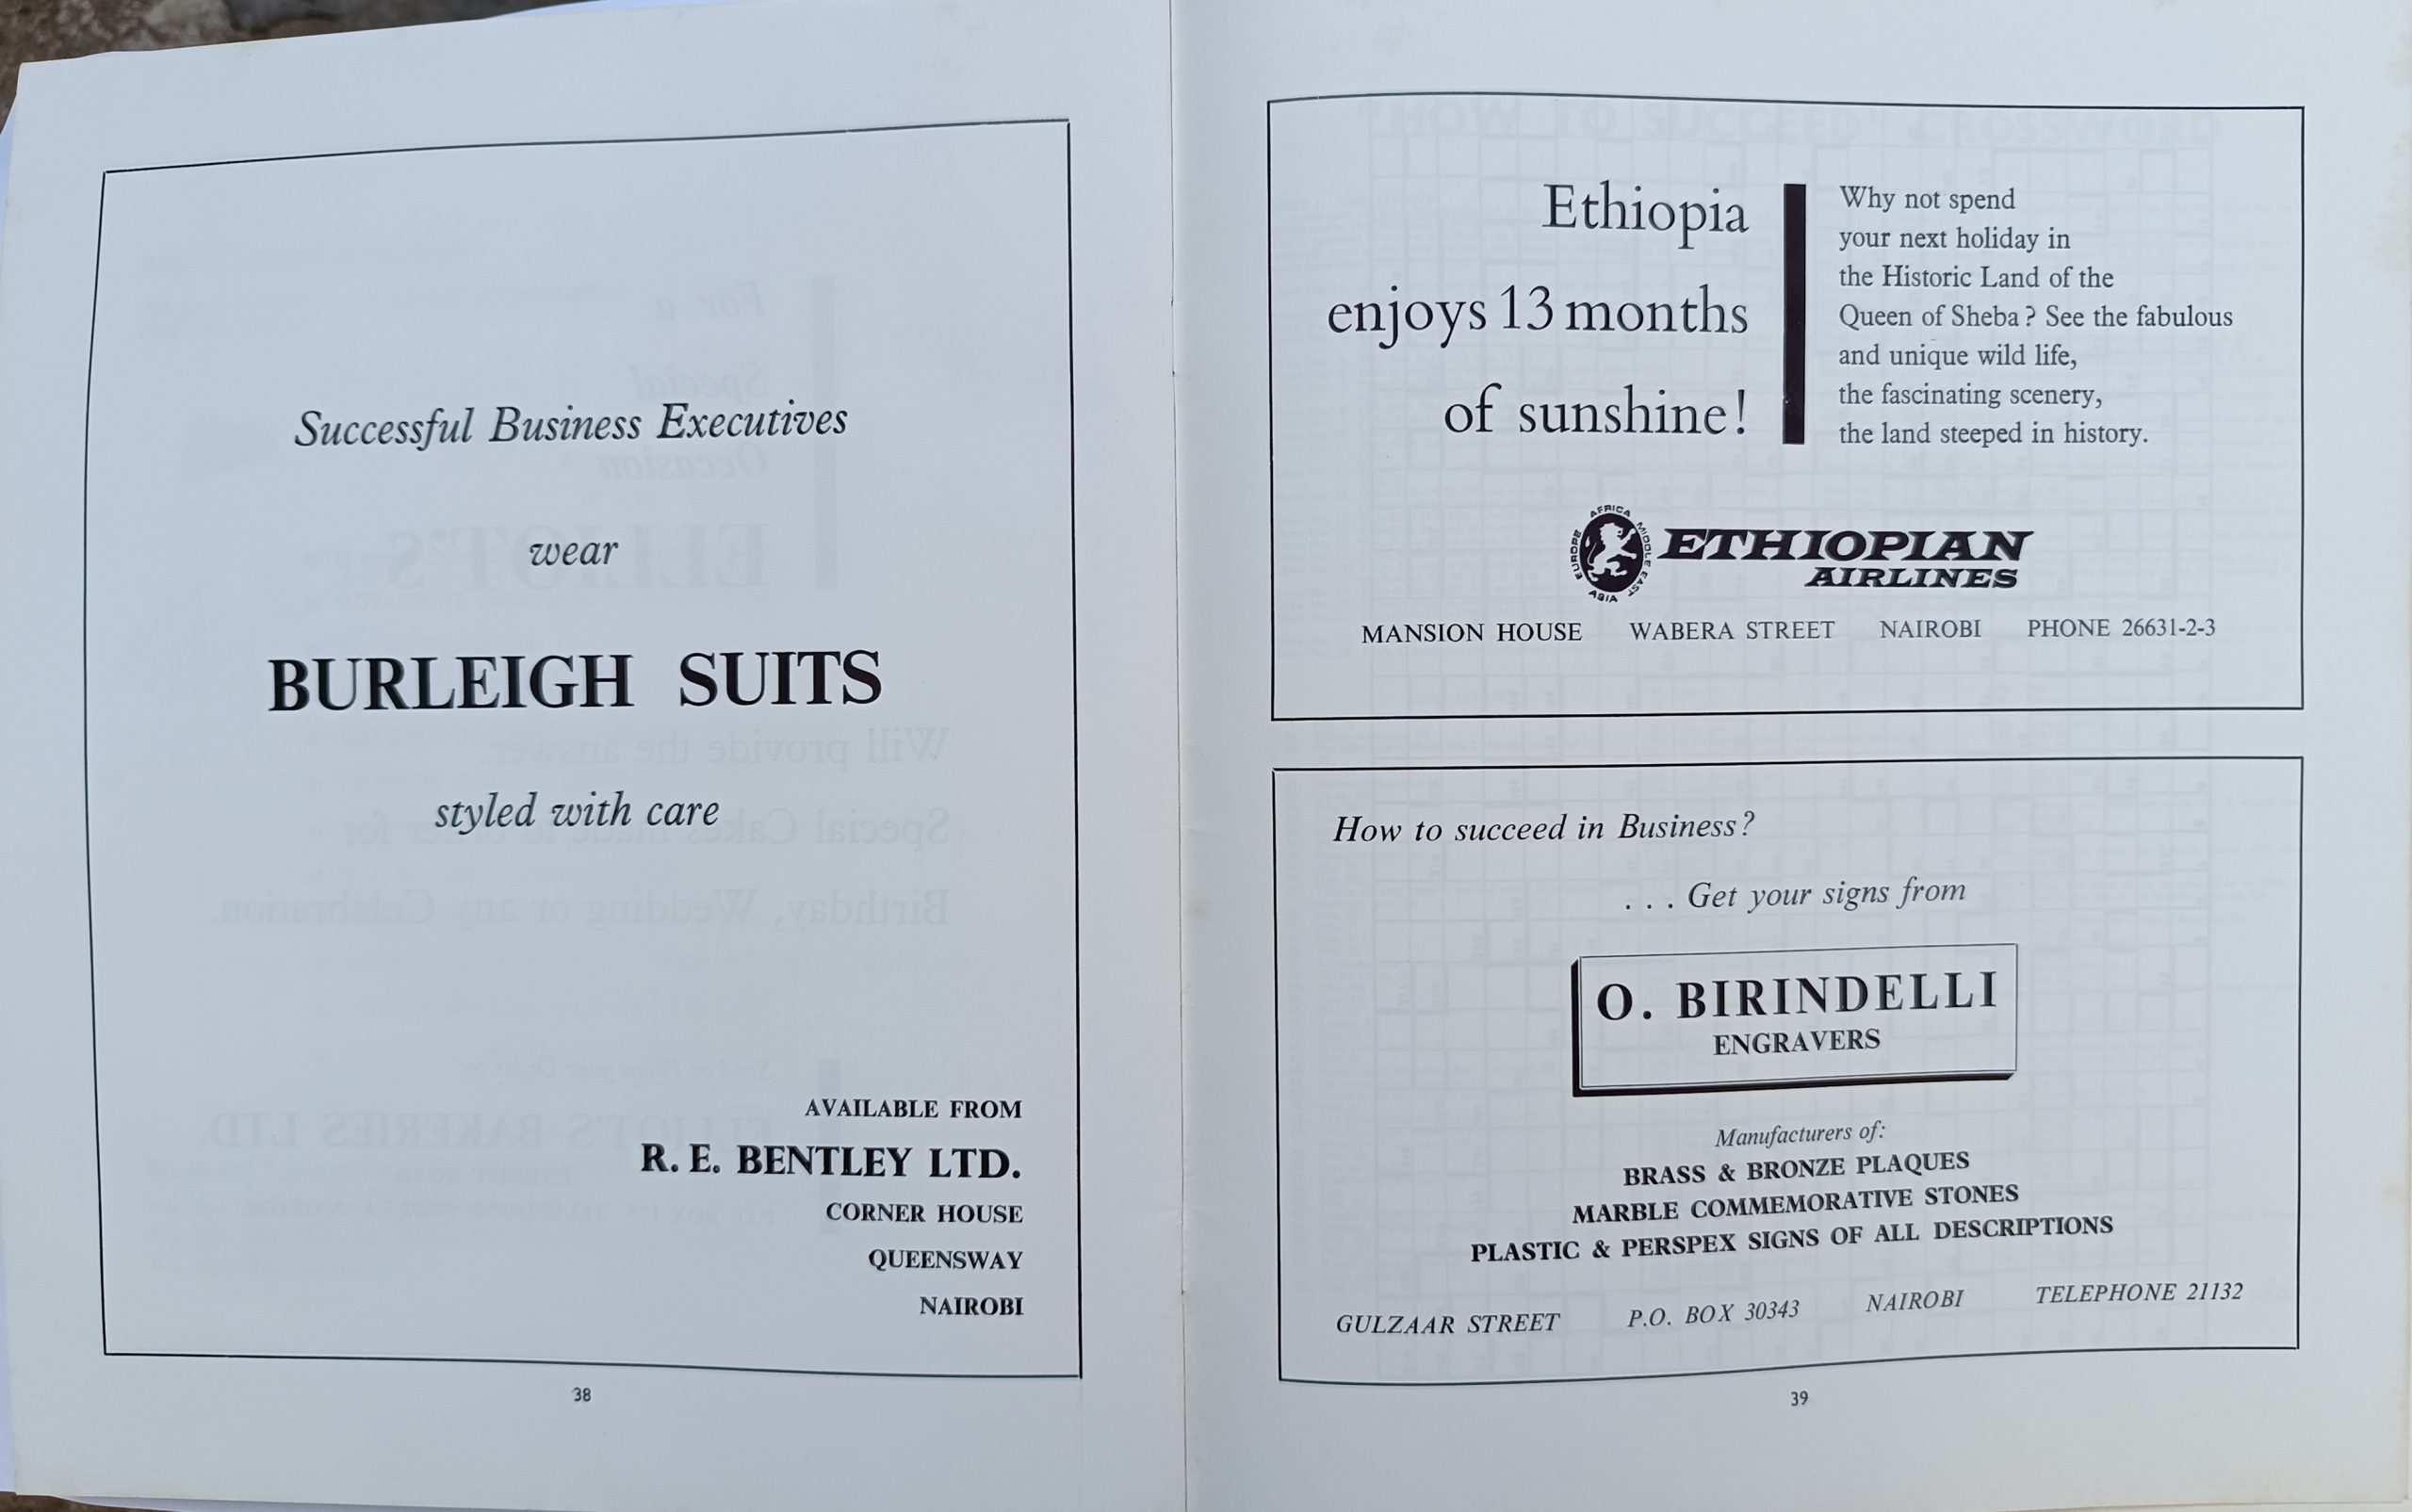 Successful Business Executives
wear
BURLEIGH SUITS
styled with care
AVAILABLE FROM
R. E. BENTLEY LTD.
CORNER HOUSE
QUEENSWAY
NAIROBI
38
Ethiopia
enjoys 13 months
of sunshine!
Why not spend
your next holiday in
the Historic Land of the
Queen of Sheba? See the fabulous
and unique wild life,
the fascinating scenery,
the land steeped in history.
EUROPE AFRICA MIDDLE EAST ASIA
ETHIOPIAN
AIRLINES
MANSION HOUSE WABERA STREET NAIROBI PHONE 26631-2-3
How to succeed in Business?
. . . Get your signs from
O. BIRINDELLI
ENGRAVERS
Manufacturers of:
BRASS & BRONZE PLAQUES
MARBLE COMMEMORATIVE STONES
PLASTIC & PERSPEX SIGNS OF ALL DESCRIPTIONS
GULZAAR STREET P.O. BOX 30343 NAIROBI TELEPHONE 21132
39